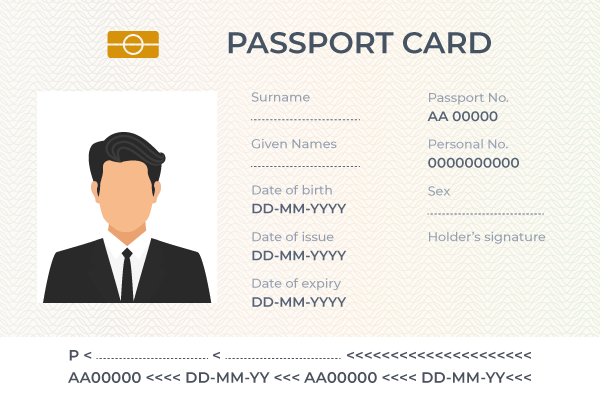 PASSPORT CARD
Surname
Given Names
Date of birth
DD-MM-YYYY
Date of issue
DD-MM-YYYY
Date of expiry
DD-MM-YYYY
Passport No.
AA 00000
Personal No.
0000000000
Sex
Holder's signature
P < < <<<<<<<<<<<<<<<<<<<<<
AA00000 <<<< DD-MM-YY <<< AA00000 <<<< DD-MM-YY<<<